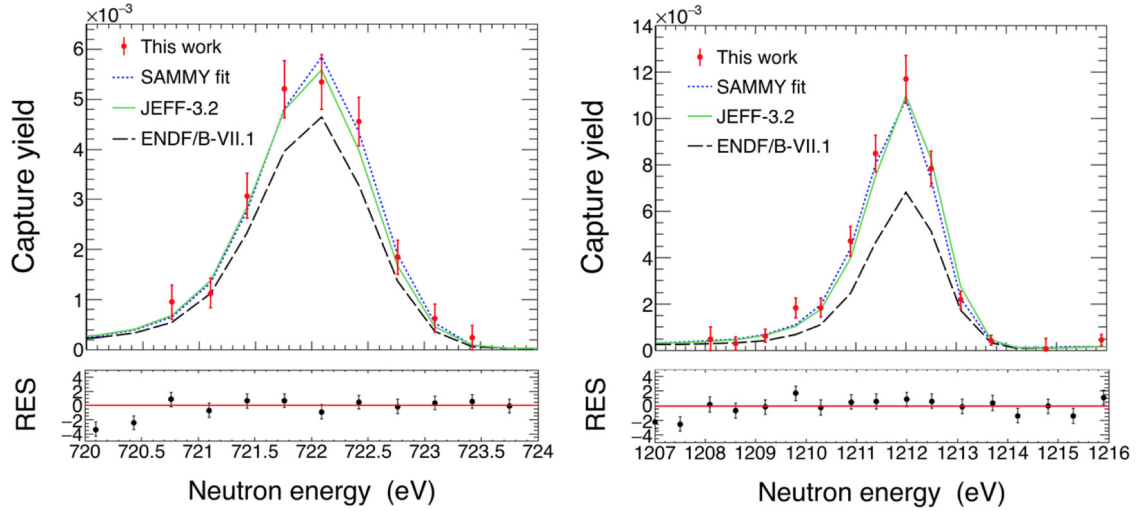 ×10⁻³
6
5
4
3
2
1
0
Capture yield
This work
SAMMY fit
JEFF-3.2
ENDF/B-VII.1
4
2
0
−2
−4
RES
720 720.5 721 721.5 722 722.5 723 723.5 724
Neutron energy (eV)
×10⁻³
14
12
10
8
6
4
2
0
Capture yield
This work
SAMMY fit
JEFF-3.2
ENDF/B-VII.1
4
2
0
−2
−4
RES
1207 1208 1209 1210 1211 1212 1213 1214 1215 1216
Neutron energy (eV)